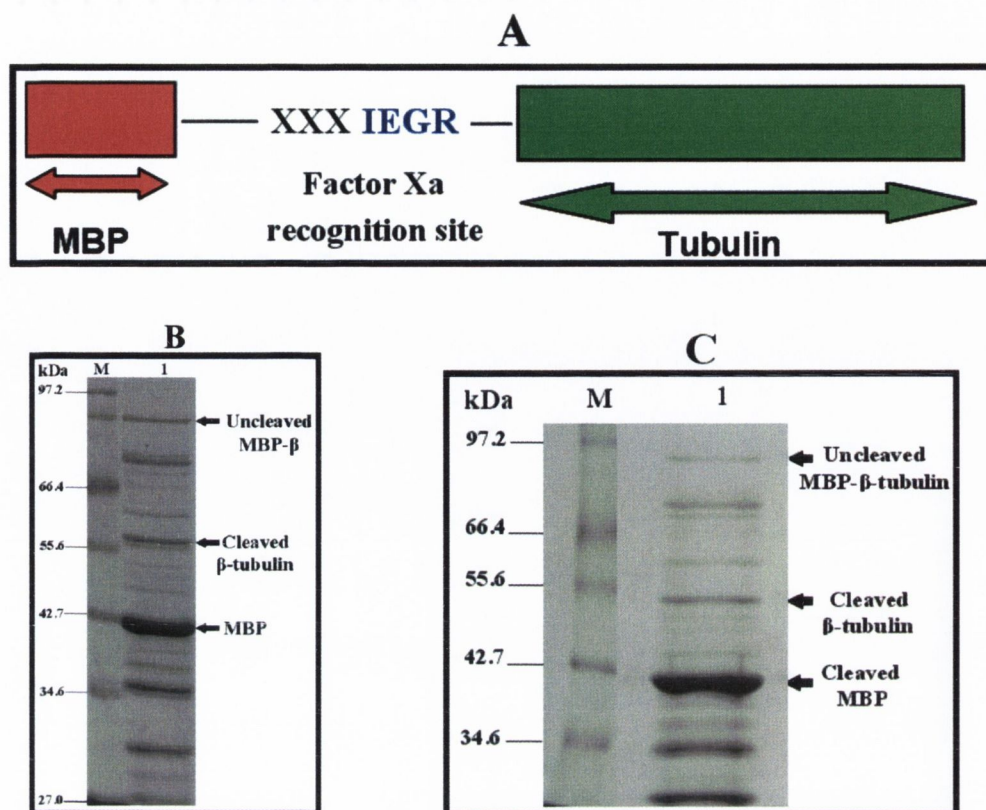 A
XXX IEGR
Factor Xa
recognition site
MBP
Tubulin
B
kDa M 1
97.2
66.4
55.6
42.7
34.6
27.0
Uncleaved
MBP-β
Cleaved
β-tubulin
MBP
C
kDa M 1
97.2
66.4
55.6
42.7
34.6
Uncleaved
MBP-β-tubulin
Cleaved
β-tubulin
Cleaved
MBP